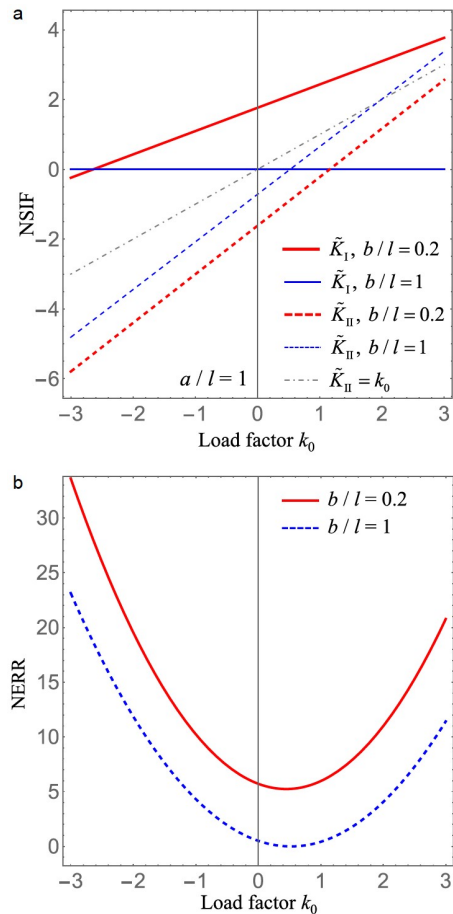 a
4
2
0
−2
−4
−6
NSIF
K̃I, b / l = 0.2
K̃I, b / l = 1
K̃II, b / l = 0.2
K̃II, b / l = 1
K̃II = k0
a / l = 1
−3 −2 −1 0 1 2 3
Load factor k0
b
30
25
20
15
10
5
0
NERR
b / l = 0.2
b / l = 1
−3 −2 −1 0 1 2 3
Load factor k0